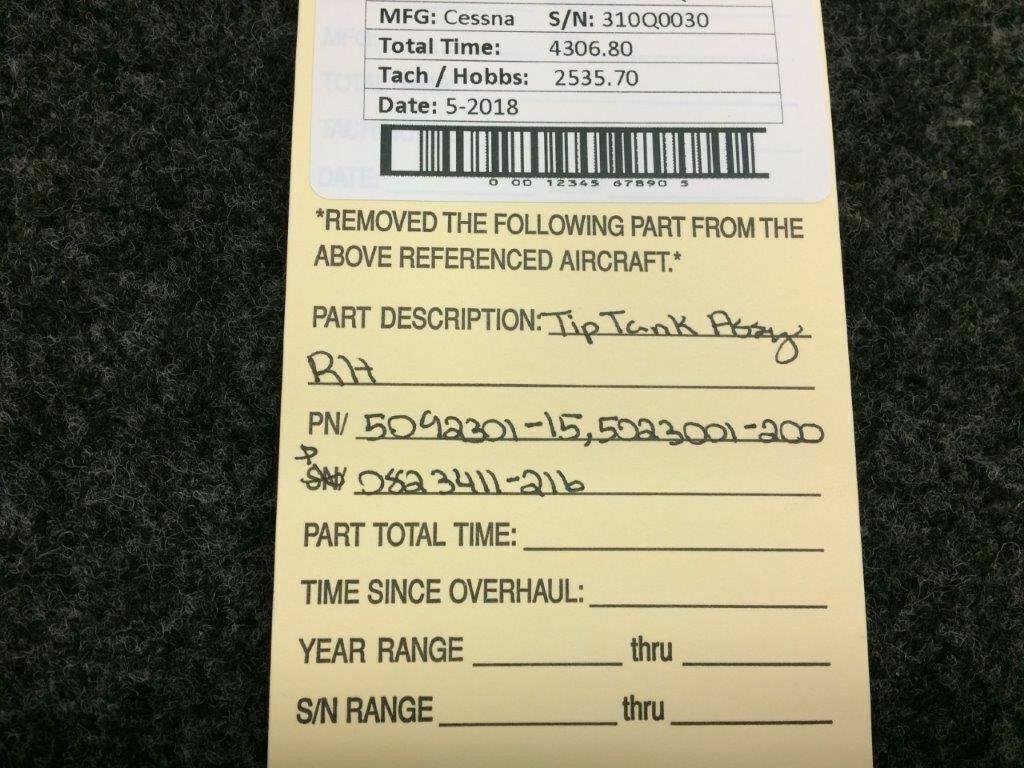 MFG: Cessna S/N: 310Q0030
Total Time: 4306.80
Tach / Hobbs: 2535.70
Date: 5-2018
0 00 12345 67890 5
DATE
*REMOVED THE FOLLOWING PART FROM THE
ABOVE REFERENCED AIRCRAFT.*
PART DESCRIPTION: Tip Tank Assy
RH
PN/ 5092301-15, 5023001-200
P
SN/ 0823411-216
PART TOTAL TIME:
TIME SINCE OVERHAUL:
YEAR RANGE thru
S/N RANGE thru